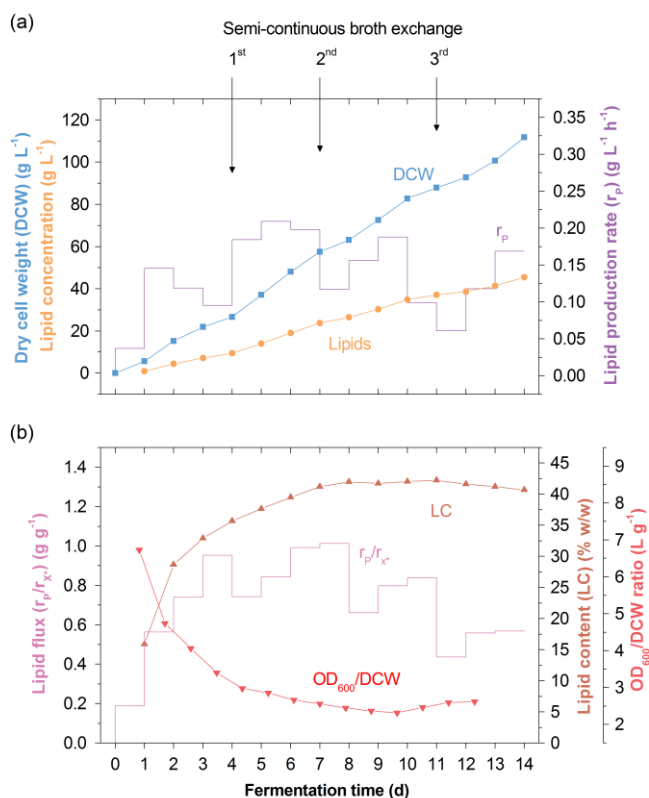 (a)
Semi-continuous broth exchange
1st 2nd 3rd
Dry cell weight (DCW) (g L-1)
Lipid concentration (g L-1)
120
100
80
60
40
20
0
DCW
Lipids
rP
0.35
0.30
0.25
0.20
0.15
0.10
0.05
0.00
Lipid production rate (rP) (g L-1 h-1)
(b)
Lipid flux (rP/rX*) (g g-1)
1.4
1.2
1.0
0.8
0.6
0.4
0.2
0.0
LC
rP/rX*
OD600/DCW
45
40
35
30
25
20
15
10
5
0
Lipid content (LC) (% w/w)
9
8
7
6
5
4
3
2
OD600/DCW ratio (L g-1)
0 1 2 3 4 5 6 7 8 9 10 11 12 13 14
Fermentation time (d)